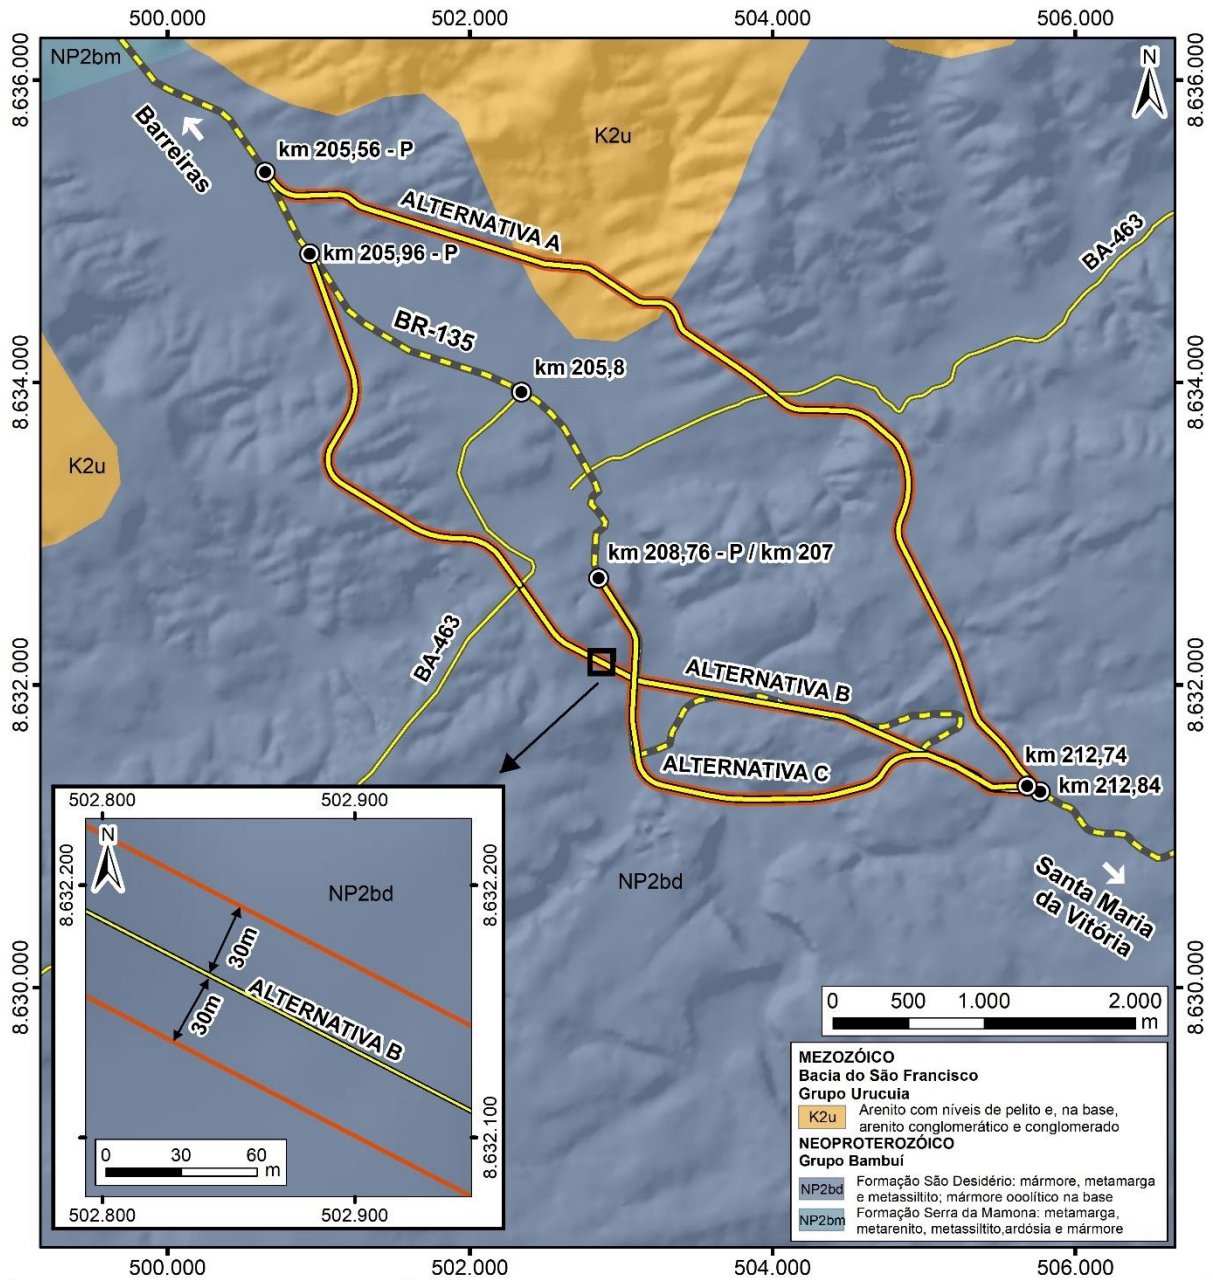 500.000
502.000
504.000
506.000
8.636.000
8.636.000
NP2bm
N
K2u
Barreiras
km 205,56 - P
ALTERNATIVA A
BA-463
km 205,96 - P
BR-135
km 205,8
8.634.000
8.634.000
K2u
km 208,76 - P / km 207
BA-463
8.632.000
8.632.000
ALTERNATIVA B
ALTERNATIVA C
km 212,74
km 212,84
NP2bd
Santa Maria
da Vitória
502.800
502.900
N
8.632.200
8.632.200
NP2bd
30m
30m
ALTERNATIVA B
8.632.100
0
30
60
m
502.800
502.900
8.630.000
8.630.000
0
500
1.000
2.000
m
MEZOZÓICO
Bacia do São Francisco
Grupo Urucuia
K2u
Arenito com níveis de pelito e, na base,
arenito conglomerático e conglomerado
NEOPROTEROZÓICO
Grupo Bambuí
NP2bd
Formação São Desidério: mármore, metamarga
e metassiltito; mármore ooolítico na base
NP2bm
Formação Serra da Mamona: metamarga,
metarenito, metassiltito,ardósia e mármore
500.000
502.000
504.000
506.000